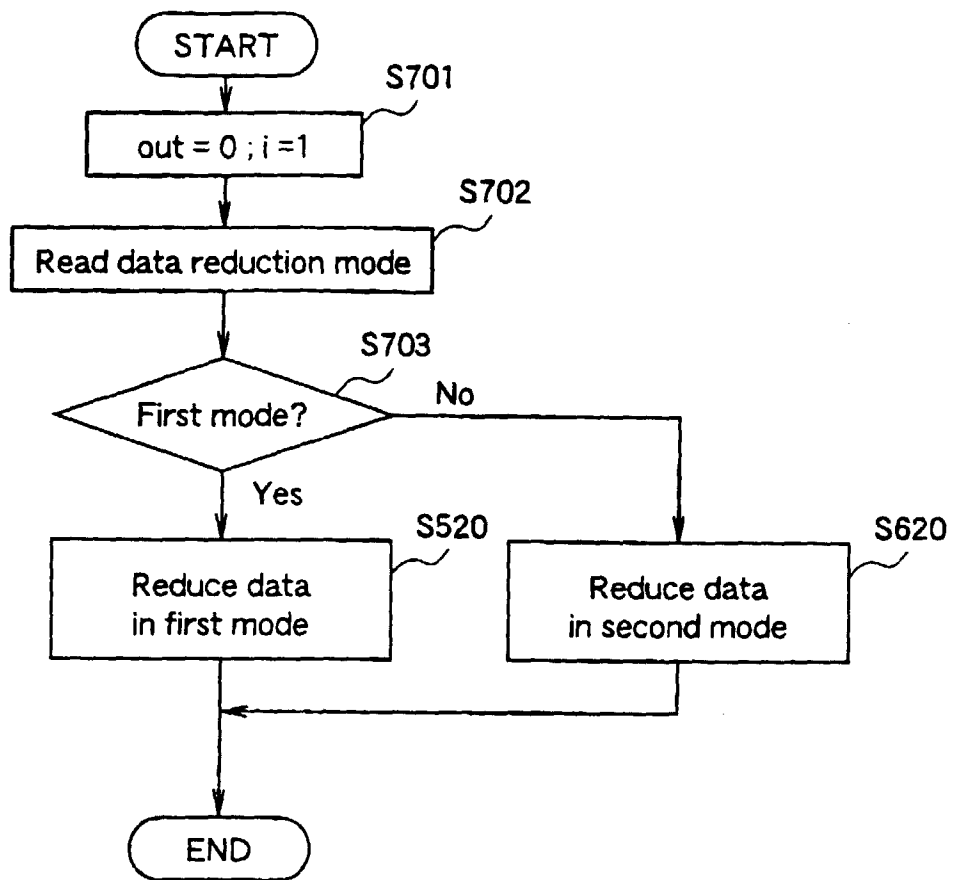 START
S701
out = 0 ; i =1
S702
Read data reduction mode
S703
First mode?
No
Yes
S520
Reduce data
in first mode
S620
Reduce data
in second mode
END